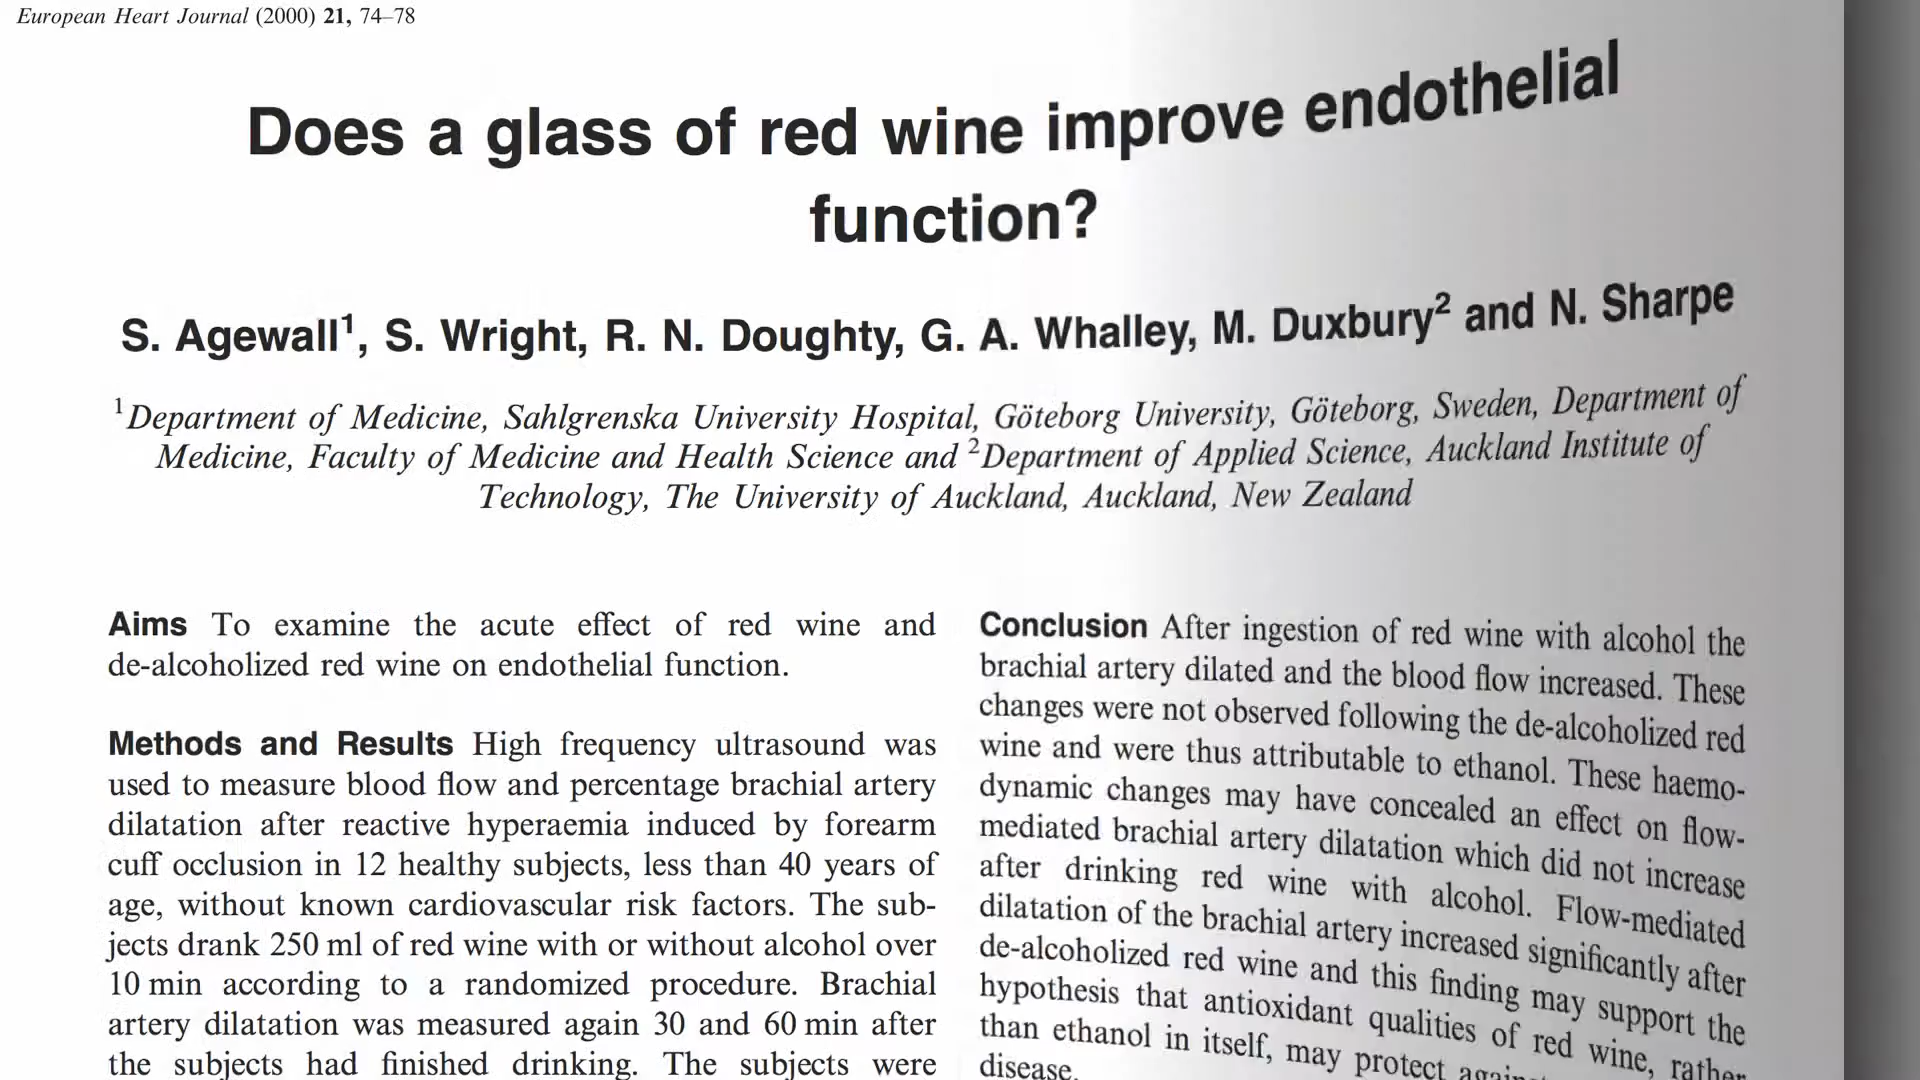 European Heart Journal (2000) 21, 74–78
Does a glass of red wine improve endothelial
function?
S. Agewall1, S. Wright, R. N. Doughty, G. A. Whalley, M. Duxbury2 and N. Sharpe
1Department of Medicine, Sahlgrenska University Hospital, Göteborg University, Göteborg, Sweden, Department of
Medicine, Faculty of Medicine and Health Science and 2Department of Applied Science, Auckland Institute of
Technology, The University of Auckland, Auckland, New Zealand
Aims To examine the acute effect of red wine and
de-alcoholized red wine on endothelial function.
Methods and Results High frequency ultrasound was
used to measure blood flow and percentage brachial artery
dilatation after reactive hyperaemia induced by forearm
cuff occlusion in 12 healthy subjects, less than 40 years of
age, without known cardiovascular risk factors. The sub-
jects drank 250 ml of red wine with or without alcohol over
10 min according to a randomized procedure. Brachial
artery dilatation was measured again 30 and 60 min after
the subjects had finished drinking. The subjects were
Conclusion After ingestion of red wine with alcohol the
brachial artery dilated and the blood flow increased. These
changes were not observed following the de-alcoholized red
wine and were thus attributable to ethanol. These haemo-
dynamic changes may have concealed an effect on flow-
mediated brachial artery dilatation which did not increase
after drinking red wine with alcohol. Flow-mediated
dilatation of the brachial artery increased significantly after
de-alcoholized red wine and this finding may support the
hypothesis that antioxidant qualities of red wine, rather
than ethanol in itself, may protect against
disease.